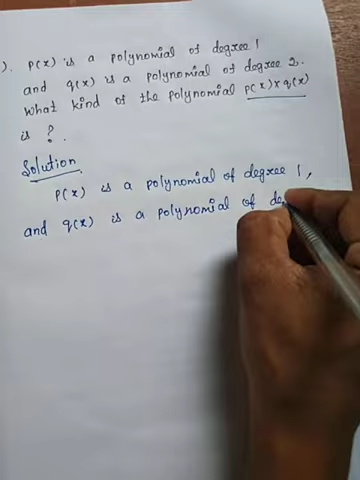 ). p(x) is a polynomial of degree 1
and q(x) is a polynomial of degree 2.
What kind of the polynomial p(x) x q(x)
is ?
Solution
p(x) is a polynomial of degree 1,
and q(x) is a polynomial of de